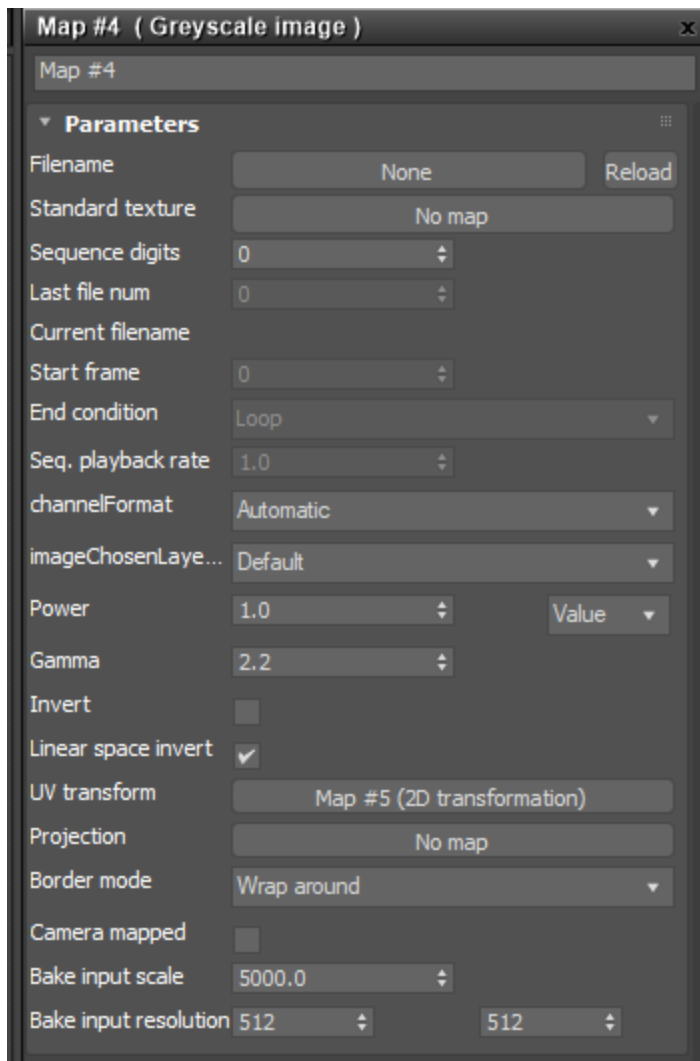 Map #4 ( Greyscale image ) x
Map #4
Parameters
Filename None Reload
Standard texture No map
Sequence digits 0
Last file num 0
Current filename
Start frame 0
End condition Loop
Seq. playback rate 1.0
channelFormat Automatic
imageChosenLaye... Default
Power 1.0 Value
Gamma 2.2
Invert
Linear space invert
UV transform Map #5 (2D transformation)
Projection No map
Border mode Wrap around
Camera mapped
Bake input scale 5000.0
Bake input resolution 512 512